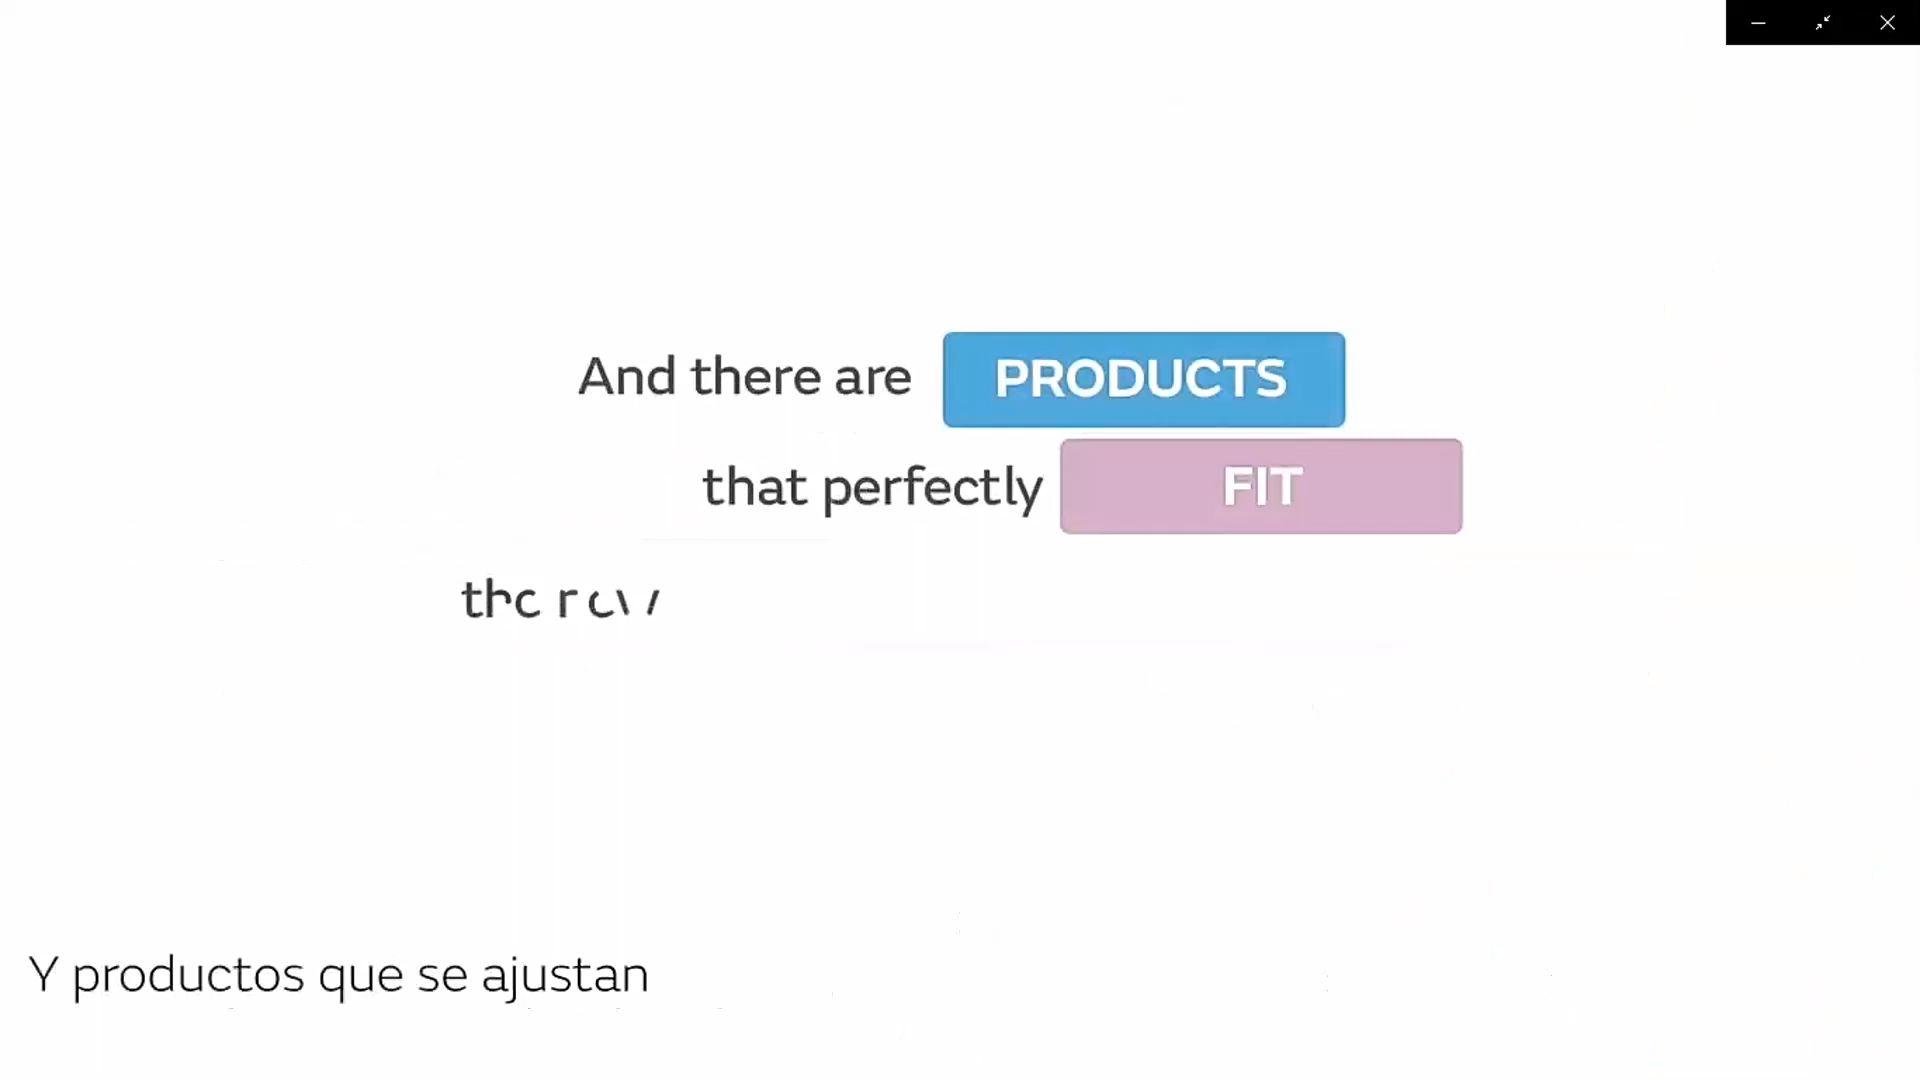 And there are PRODUCTS
that perfectly FIT
Y productos que se ajustan